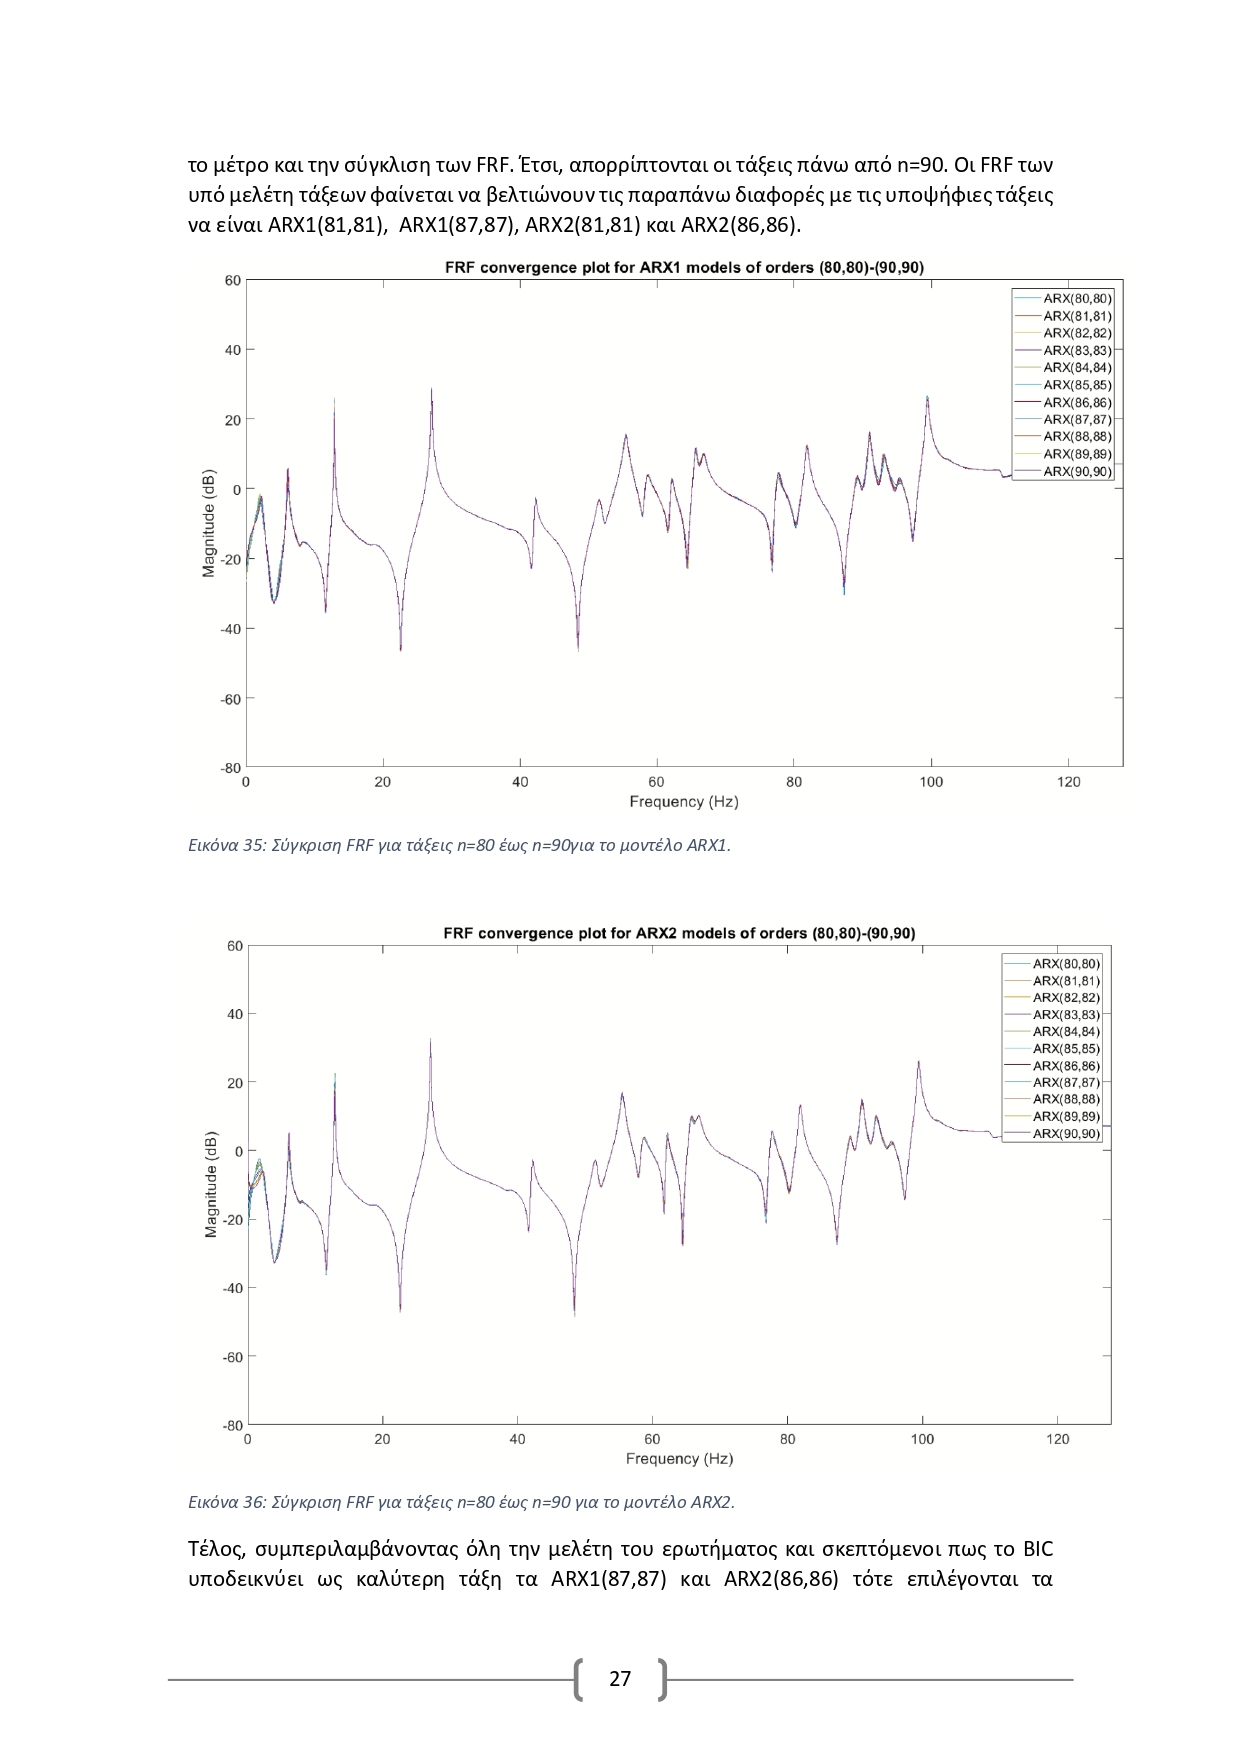 το μέτρο και την σύγκλιση των FRF. Έτσι, απορρίπτονται οι τάξεις πάνω από n=90. Οι FRF των
υπό μελέτη τάξεων φαίνεται να βελτιώνουν τις παραπάνω διαφορές με τις υποψήφιες τάξεις
να είναι ARX1(81,81), ARX1(87,87), ARX2(81,81) και ARX2(86,86).
FRF convergence plot for ARX1 models of orders (80,80)-(90,90)
60
40
20
0
-20
-40
-60
-80
Magnitude (dB)
ARX(80,80)
ARX(81,81)
ARX(82,82)
ARX(83,83)
ARX(84,84)
ARX(85,85)
ARX(86,86)
ARX(87,87)
ARX(88,88)
ARX(89,89)
ARX(90,90)
0 20 40 60 80 100 120
Frequency (Hz)
Εικόνα 35: Σύγκριση FRF για τάξεις n=80 έως n=90για το μοντέλο ARX1.
FRF convergence plot for ARX2 models of orders (80,80)-(90,90)
60
40
20
0
-20
-40
-60
-80
Magnitude (dB)
ARX(80,80)
ARX(81,81)
ARX(82,82)
ARX(83,83)
ARX(84,84)
ARX(85,85)
ARX(86,86)
ARX(87,87)
ARX(88,88)
ARX(89,89)
ARX(90,90)
0 20 40 60 80 100 120
Frequency (Hz)
Εικόνα 36: Σύγκριση FRF για τάξεις n=80 έως n=90 για το μοντέλο ARX2.
Τέλος, συμπεριλαμβάνοντας όλη την μελέτη του ερωτήματος και σκεπτόμενοι πως το BIC
υποδεικνύει ως καλύτερη τάξη τα ARX1(87,87) και ARX2(86,86) τότε επιλέγονται τα
27